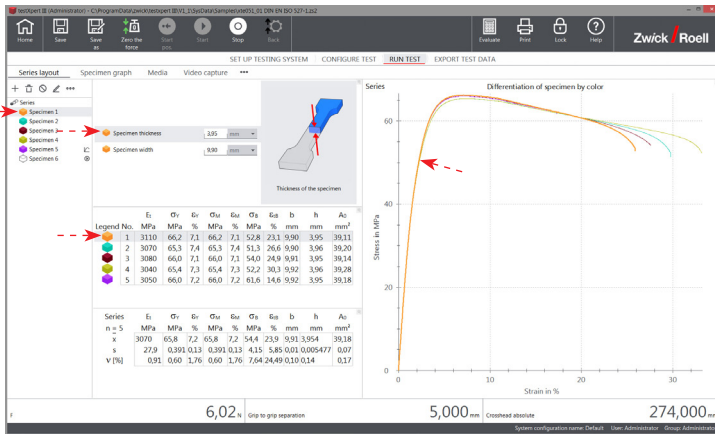 testXpert III (Administrator) - C:\ProgramData\zwick\testxpert III\V1_1\SysData\Samples\xte051_01 DIN EN ISO 527-1.zs2
Home Save Save as Zero the force Start pos. Start Stop Back Evaluate Print Lock Help Zwick Roell
SET UP TESTING SYSTEM CONFIGURE TEST RUN TEST EXPORT TEST DATA
Series layout Specimen graph Media Video capture •••
Series
Specimen 1
Specimen 2
Specimen 3
Specimen 4
Specimen 5
Specimen 6
Specimen thickness 3,95 mm
Specimen width 9,90 mm
Thickness of the specimen
Et σY εY σM εM σB εtB b h A0
Legend No. MPa MPa % MPa % MPa % mm mm mm²
1 3110 66,2 7,1 66,2 7,1 52,8 23,1 9,90 3,95 39,11
2 3070 65,3 7,4 65,3 7,4 51,3 26,6 9,90 3,96 39,20
3 3080 66,0 7,1 66,0 7,1 54,0 24,9 9,91 3,95 39,14
4 3040 65,4 7,3 65,4 7,3 52,2 30,3 9,92 3,96 39,28
5 3050 66,0 7,2 66,0 7,2 61,6 14,6 9,92 3,95 39,18
Series Et σY εY σM εM σB εtB b h A0
n = 5 MPa MPa % MPa % MPa % mm mm mm²
x̄ 3070 65,8 7,2 65,8 7,2 54,4 23,9 9,91 3,954 39,18
s 27,9 0,391 0,13 0,391 0,13 4,15 5,85 0,01 0,005477 0,07
ν [%] 0,91 0,60 1,76 0,60 1,76 7,64 24,49 0,10 0,14 0,17
Series Differentiation of specimen by color
60
40
20
0
Stress in MPa
0 10 20 30
Strain in %
F 6,02 N Grip to grip separation 5,000 mm Crosshead absolute 274,000 mm
System configuration name: Default User: Administrator Group: Administrator